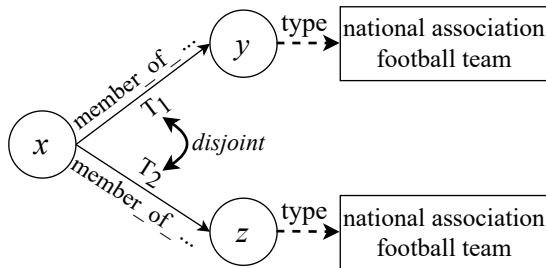 type
y
national association
football team
member_of_...
T1
x
disjoint
T2
member_of_...
type
z
national association
football team